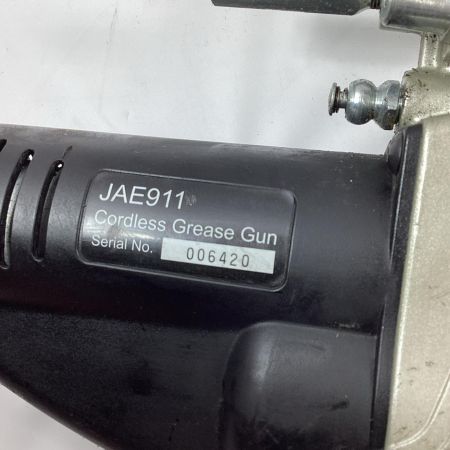 JAE911
Cordless Grease Gun
Serial No. 006420